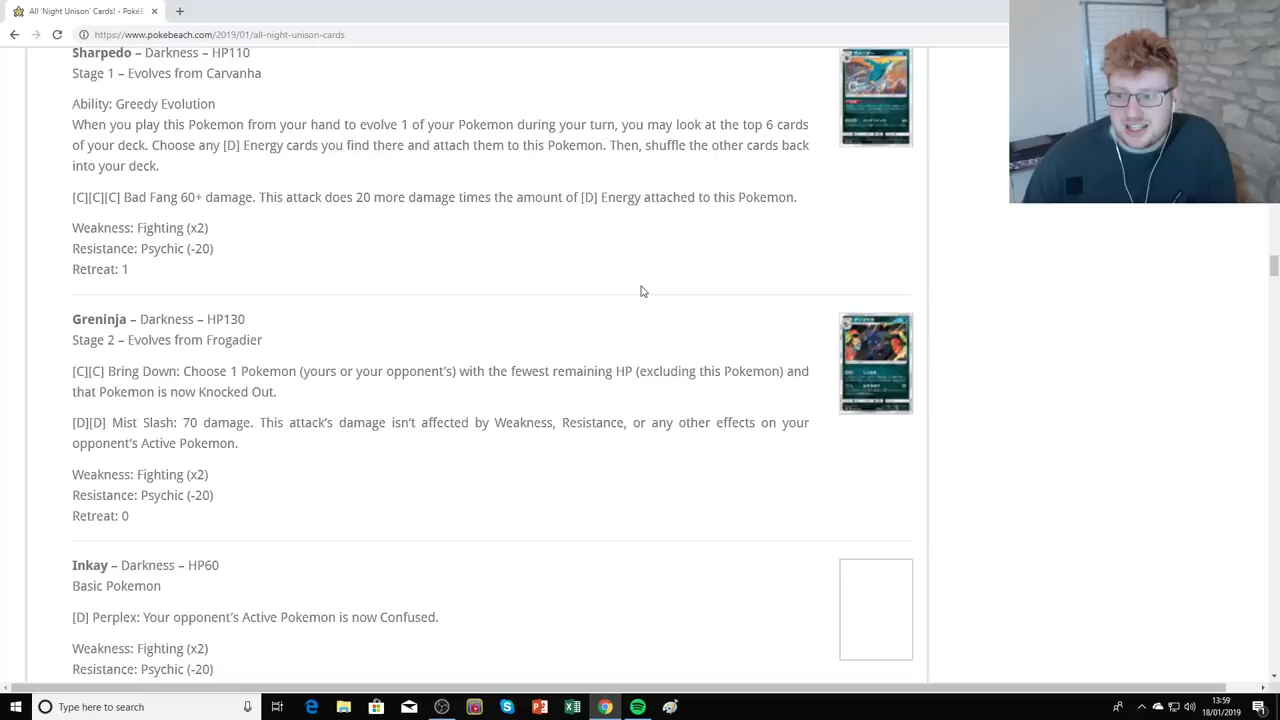 All 'Night Unison' Cards! - PokéB
https://www.pokebeach.com/2019/01/all-night-unison-cards
Sharpedo – Darkness – HP110
Stage 1 – Evolves from Carvanha
Ability: Greedy Evolution
When you play this Pokemon from your hand to evolve 1 of your Pokemon during your turn, you may look at the top 6 cards
of your deck. Choose any [D] Energy cards you find there and attach them to this Pokemon. Then, shuffle the other cards back
into your deck.
[C][C][C] Bad Fang 60+ damage. This attack does 20 more damage times the amount of [D] Energy attached to this Pokemon.
Weakness: Fighting (x2)
Resistance: Psychic (-20)
Retreat: 1
Greninja – Darkness – HP130
Stage 2 – Evolves from Frogadier
[C][C] Bring Down: Choose 1 Pokemon (yours or your opponent's) with the fewest remaining HP (excluding this Pokemon) and
that Pokemon is now Knocked Out.
[D][D] Mist Slash: 70 damage. This attack's damage isn't affected by Weakness, Resistance, or any other effects on your
opponent's Active Pokemon.
Weakness: Fighting (x2)
Resistance: Psychic (-20)
Retreat: 0
Inkay – Darkness – HP60
Basic Pokemon
[D] Perplex: Your opponent's Active Pokemon is now Confused.
Weakness: Fighting (x2)
Resistance: Psychic (-20)
Type here to search
13:59
18/01/2019